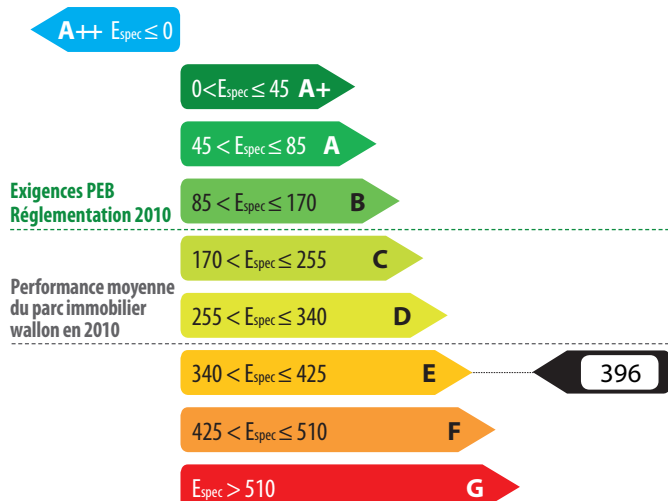 A++ Espec ≤ 0
0<Espec ≤ 45 A+
45 < Espec ≤ 85 A
Exigences PEB
Réglementation 2010
85 < Espec ≤ 170 B
170 < Espec ≤ 255 C
Performance moyenne
du parc immobilier
wallon en 2010
255 < Espec ≤ 340 D
340 < Espec ≤ 425 E
396
425 < Espec ≤ 510 F
Espec > 510 G